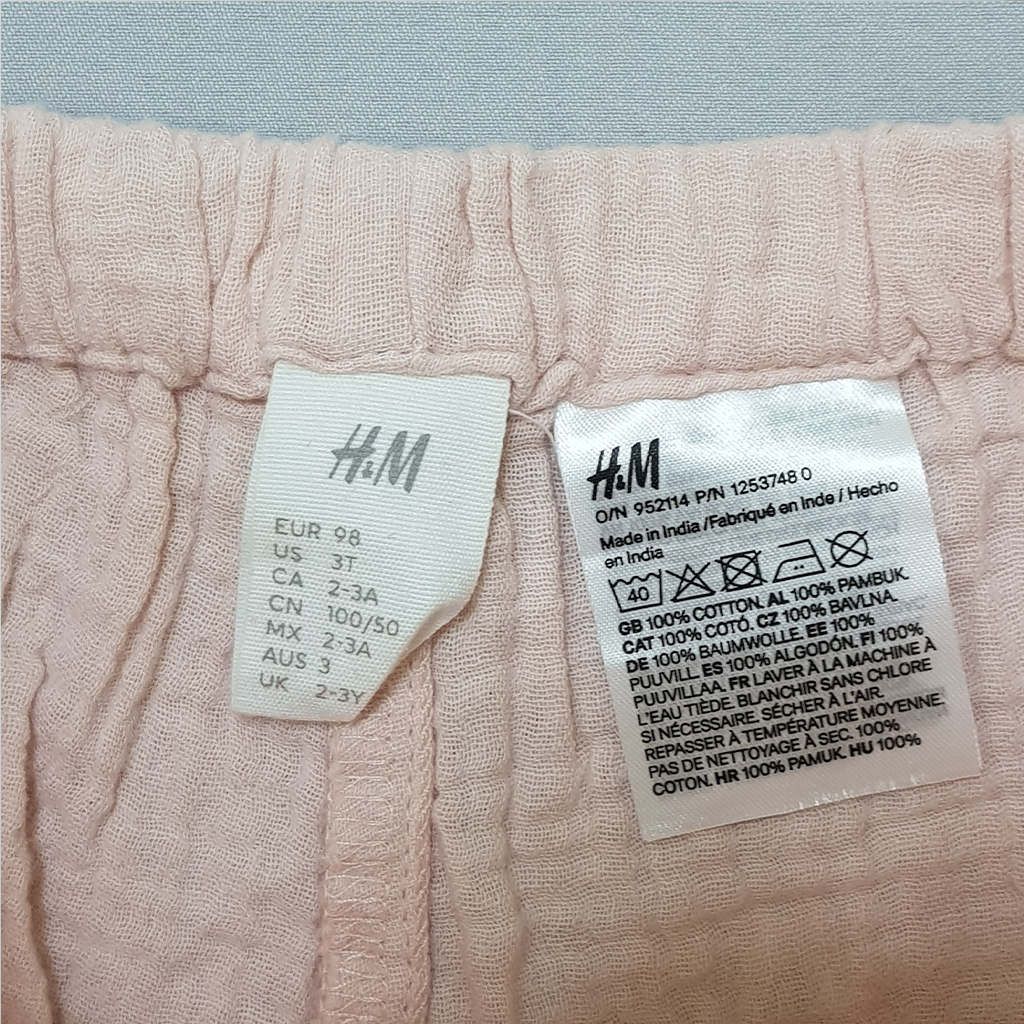 H&M
EUR 98
US 3T
CA 2-3A
CN 100/50
MX 2-3A
AUS 3
UK 2-3Y
H&M
O/N 952114 P/N 1253748 0
Made in India /Fabriqué en Inde / Hecho
en India
40
GB 100% COTTON. AL 100% PAMBUK.
CAT 100% COTÓ. CZ 100% BAVLNA.
DE 100% BAUMWOLLE. EE 100%
PUUVILL. ES 100% ALGODÓN. FI 100%
PUUVILLAA. FR LAVER À LA MACHINE À
L'EAU TIÈDE. BLANCHIR SANS CHLORE
SI NÉCESSAIRE. SÉCHER À L'AIR.
REPASSER À TEMPÉRATURE MOYENNE.
PAS DE NETTOYAGE À SEC. 100%
COTON. HR 100% PAMUK. HU 100%